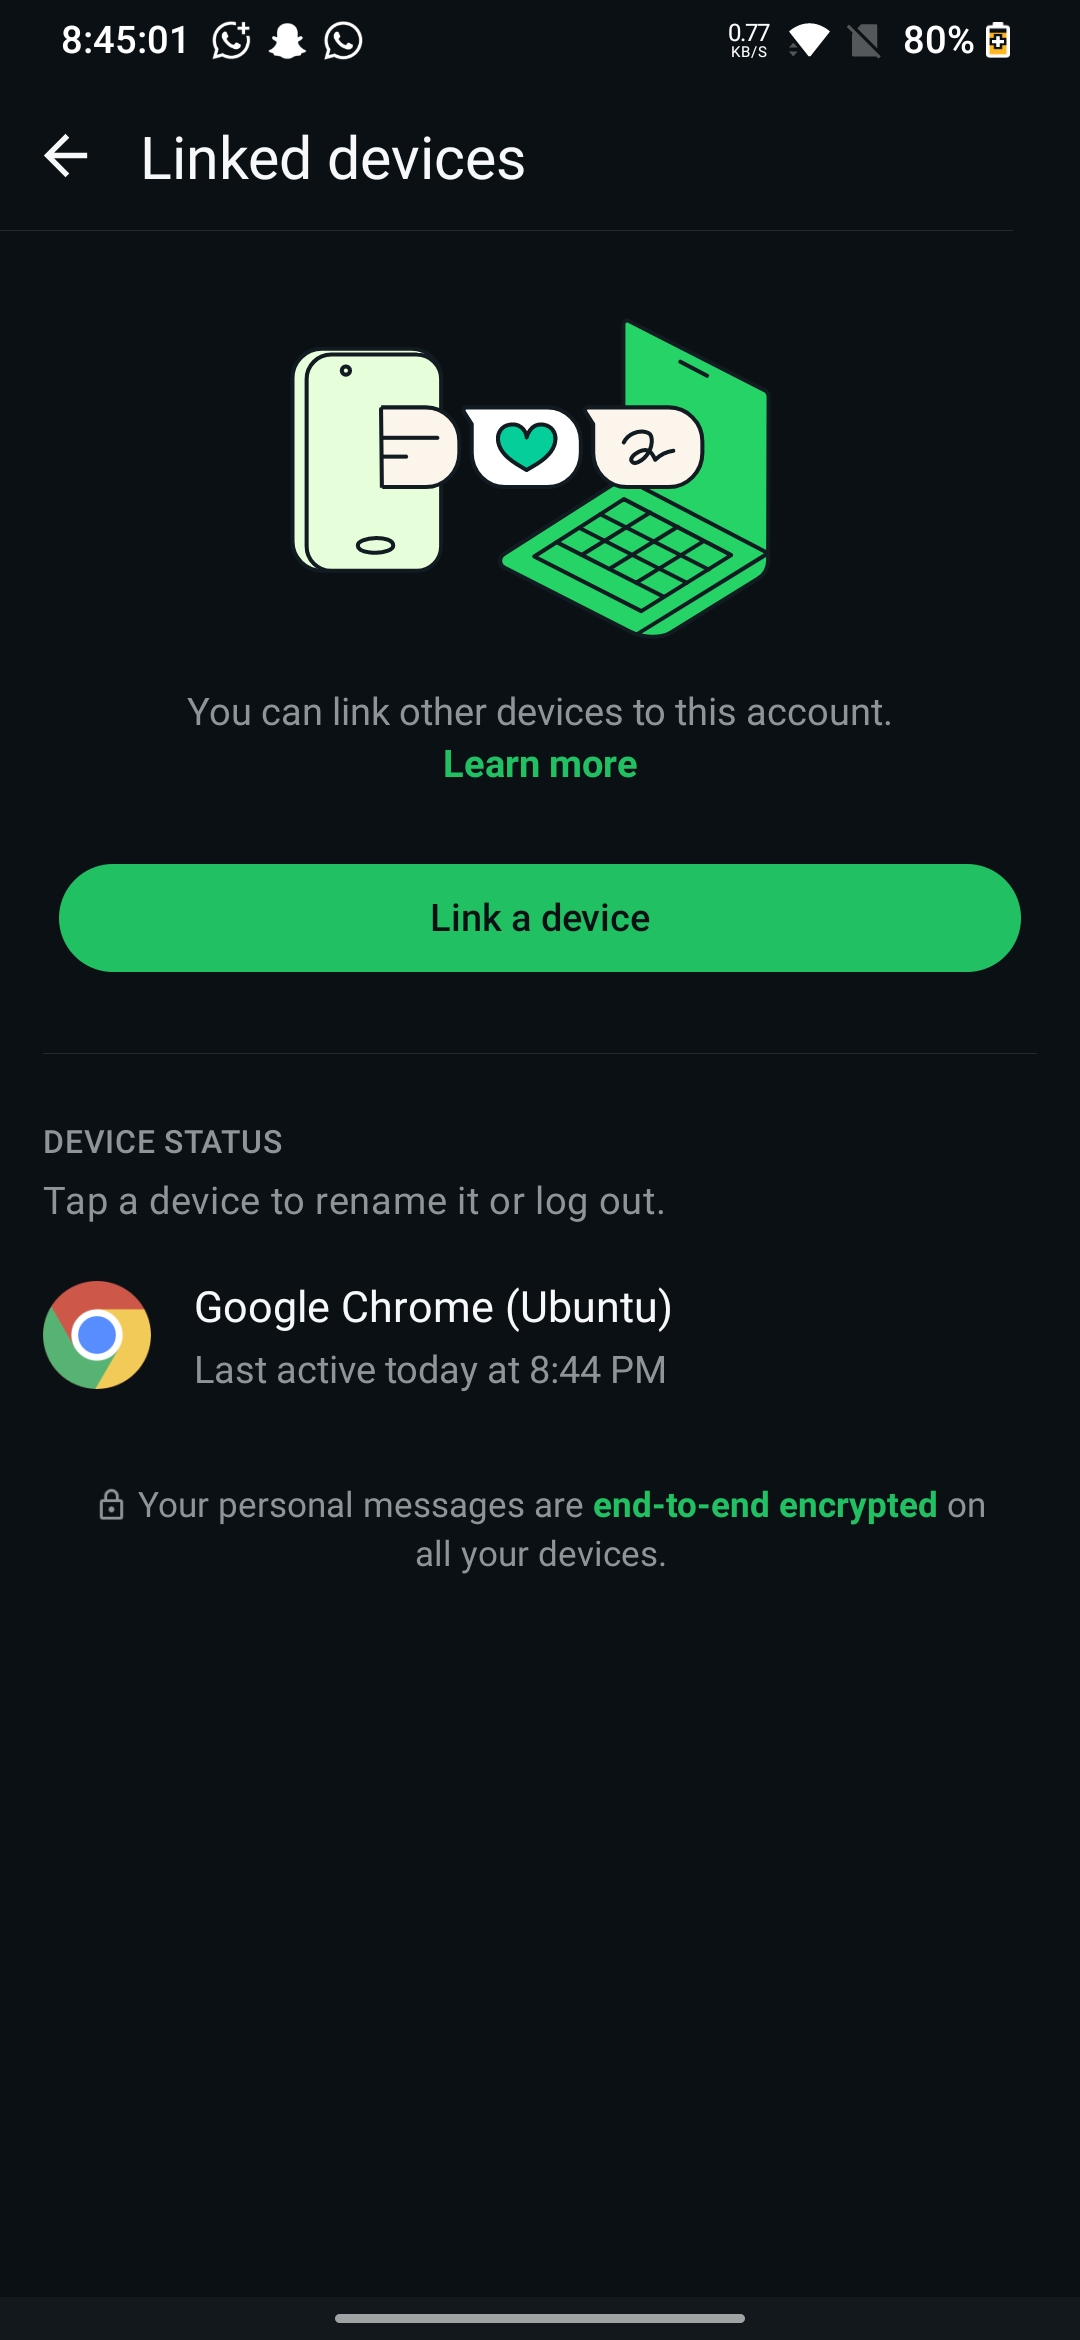 8:45:01
0.77
KB/S
80%
Linked devices
You can link other devices to this account.
Learn more
Link a device
DEVICE STATUS
Tap a device to rename it or log out.
Google Chrome (Ubuntu)
Last active today at 8:44 PM
Your personal messages are end-to-end encrypted on
all your devices.